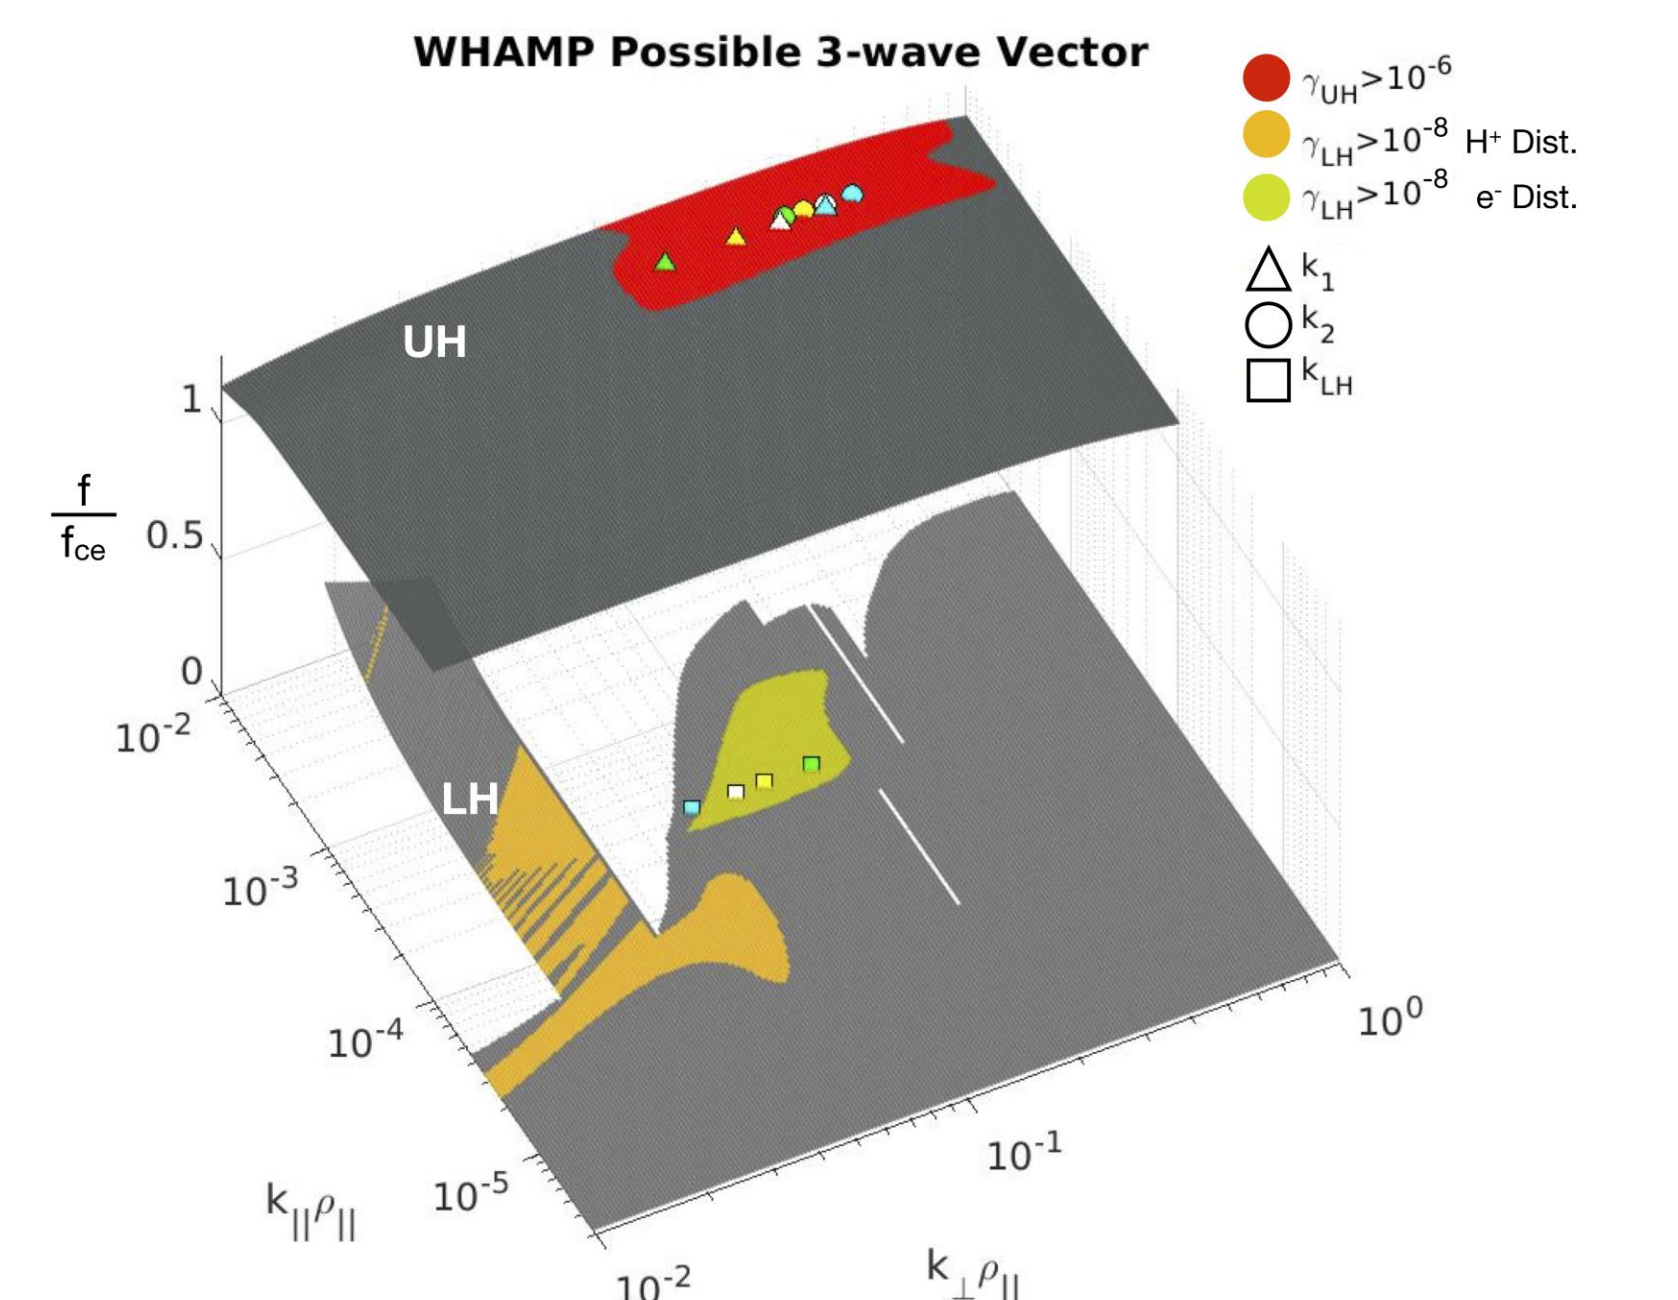 WHAMP Possible 3-wave Vector
γUH>10-6
γLH>10-8 H+ Dist.
γLH>10-8 e- Dist.
k1
k2
kLH
UH
1
f
fce
0.5
0
10-2
LH
10-3
10-4
10-5
k||ρ||
10-2
10-1
100
k⊥ρ||